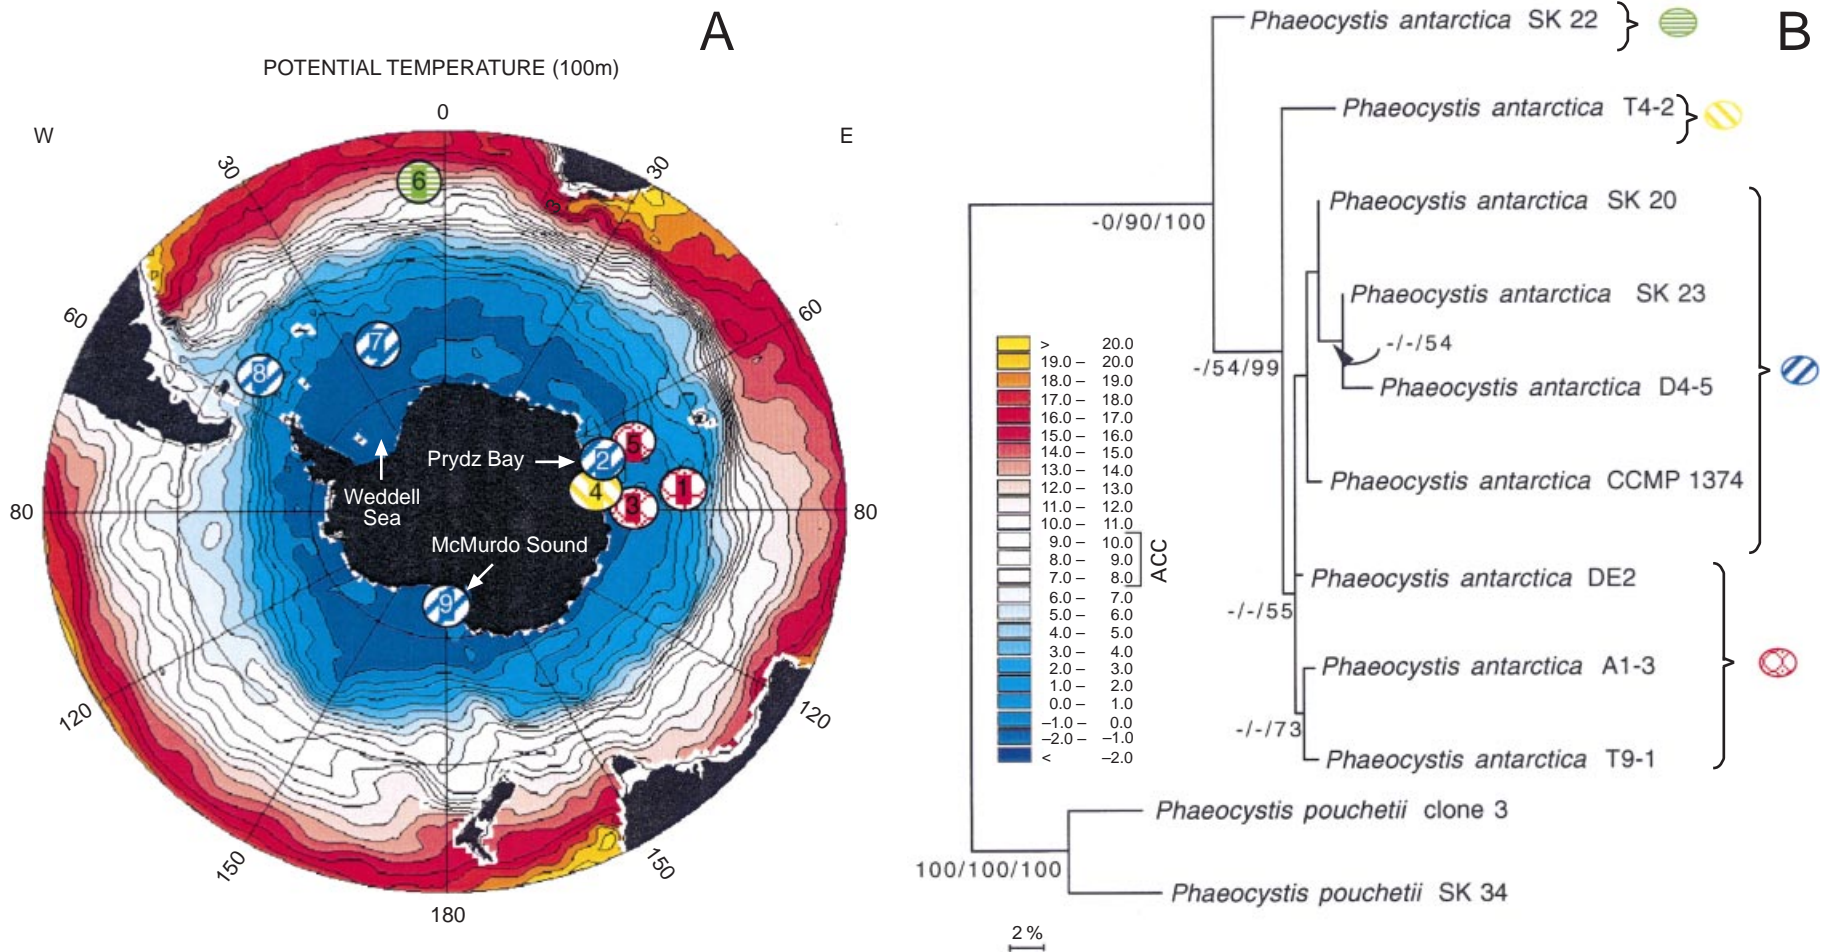 A
POTENTIAL TEMPERATURE (100m)
0
W
E
30
30
60
60
80
80
120
120
150
150
180
6
3
7
8
5
2
4
3
1
9
Prydz Bay
Weddell
Sea
McMurdo Sound
> 20.0
19.0 – 20.0
18.0 – 19.0
17.0 – 18.0
16.0 – 17.0
15.0 – 16.0
14.0 – 15.0
13.0 – 14.0
12.0 – 13.0
11.0 – 12.0
10.0 – 11.0
9.0 – 10.0
8.0 – 9.0
7.0 – 8.0
6.0 – 7.0
5.0 – 6.0
4.0 – 5.0
3.0 – 4.0
2.0 – 3.0
1.0 – 2.0
0.0 – 1.0
–1.0 – 0.0
–2.0 – –1.0
< –2.0
ACC
B
Phaeocystis antarctica SK 22
Phaeocystis antarctica T4-2
Phaeocystis antarctica SK 20
-0/90/100
Phaeocystis antarctica SK 23
-/-/54
-/54/99
Phaeocystis antarctica D4-5
Phaeocystis antarctica CCMP 1374
Phaeocystis antarctica DE2
-/-/55
Phaeocystis antarctica A1-3
-/-/73
Phaeocystis antarctica T9-1
Phaeocystis pouchetii clone 3
100/100/100
Phaeocystis pouchetii SK 34
2 %